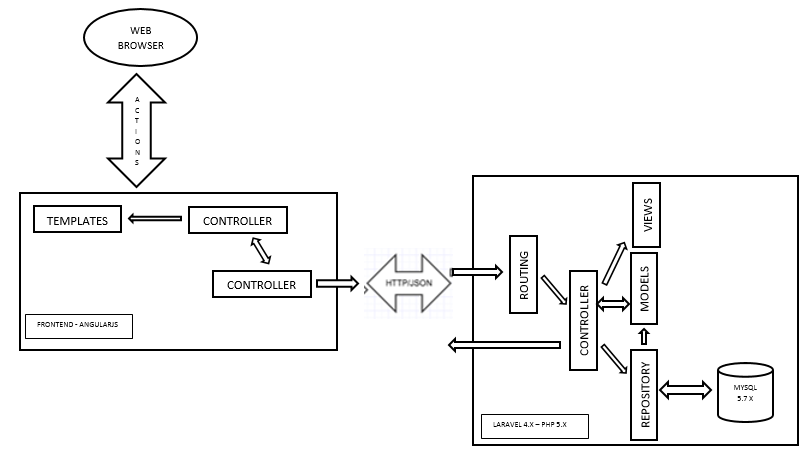 WEB
BROWSER
A
C
T
I
O
N
S
TEMPLATES
CONTROLLER
CONTROLLER
FRONTEND - ANGULARJS
HTTP/JSON
ROUTING
CONTROLLER
VIEWS
MODELS
REPOSITORY
MYSQL
5.7 X
LARAVEL 4.X – PHP 5.X